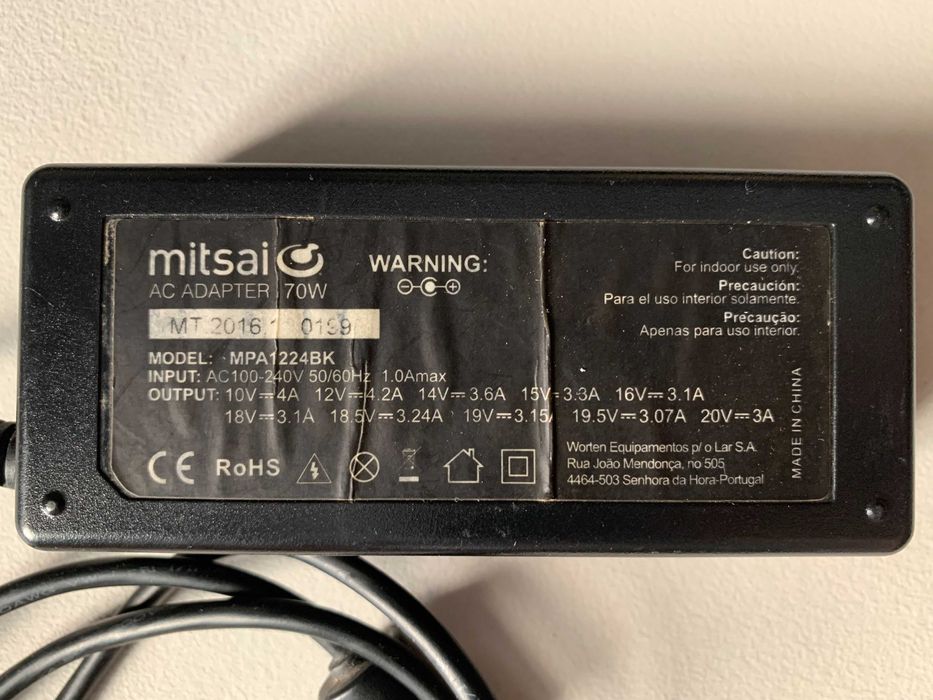 mitsai
AC ADAPTER 70W
MT 2016.1 0199
MODEL: MPA1224BK
INPUT: AC100-240V 50/60Hz 1.0Amax
OUTPUT: 10V⎓4A 12V⎓4.2A 14V⎓3.6A 15V⎓3.3A 16V⎓3.1A
18V⎓3.1A 18.5V⎓3.24A 19V⎓3.15A 19.5V⎓3.07A 20V⎓3A
CE RoHS
WARNING:
Caution:
For indoor use only.
Precaución:
Para el uso interior solamente.
Precaução:
Apenas para uso interior.
Worten Equipamentos p/ o Lar S.A.
Rua João Mendonça, no 505
4464-503 Senhora da Hora-Portugal
MADE IN CHINA